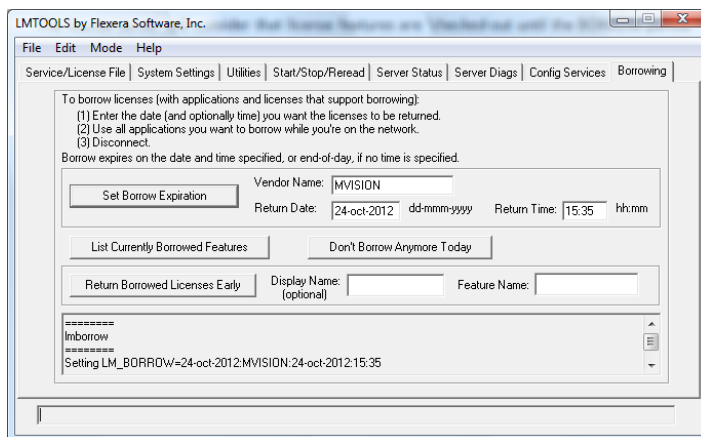 LMTOOLS by Flexera Software, Inc.
File Edit Mode Help
Service/License File System Settings Utilities Start/Stop/Reread Server Status Server Diags Config Services Borrowing
To borrow licenses (with applications and licenses that support borrowing):
(1) Enter the date (and optionally time) you want the licenses to be returned.
(2) Use all applications you want to borrow while you're on the network.
(3) Disconnect.
Borrow expires on the date and time specified, or end-of-day, if no time is specified.
Set Borrow Expiration
Vendor Name: MVISION
Return Date: 24-oct-2012 dd-mmm-yyyy Return Time: 15:35 hh:mm
List Currently Borrowed Features Don't Borrow Anymore Today
Return Borrowed Licenses Early Display Name: (optional) Feature Name:
========
lmborrow
========
Setting LM_BORROW=24-oct-2012:MVISION:24-oct-2012:15:35